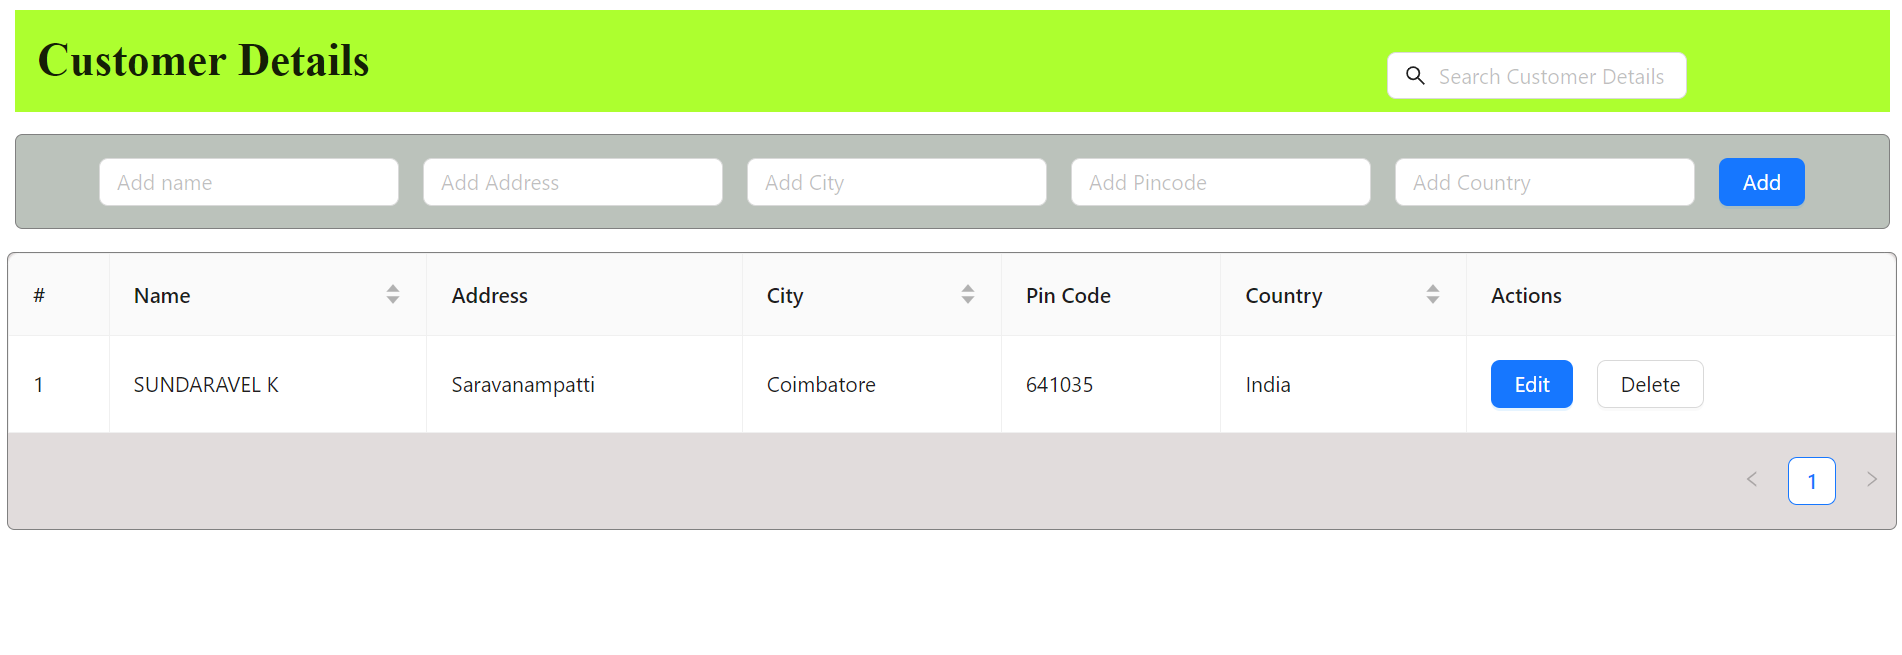 Customer Details
Search Customer Details
Add name Add Address Add City Add Pincode Add Country Add
# Name Address City Pin Code Country Actions
1 SUNDARAVEL K Saravanampatti Coimbatore 641035 India Edit Delete
< 1 >